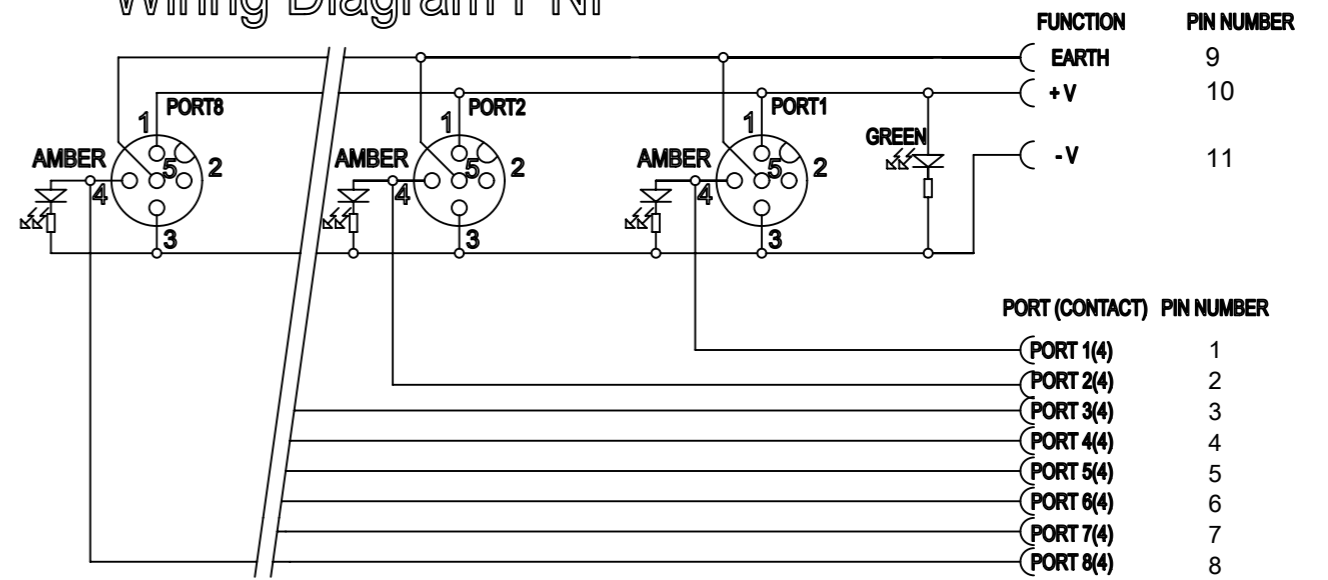 Wiring Diagram PNP
FUNCTION PIN NUMBER
EARTH 9
+V 10
-V 11
PORT8 PORT2 PORT1
1 1 1
GREEN
AMBER 5 2 AMBER 5 2 AMBER 5 2
4 4 4
3 3 3
PORT (CONTACT) PIN NUMBER
PORT 1(4) 1
PORT 2(4) 2
PORT 3(4) 3
PORT 4(4) 4
PORT 5(4) 5
PORT 6(4) 6
PORT 7(4) 7
PORT 8(4) 8